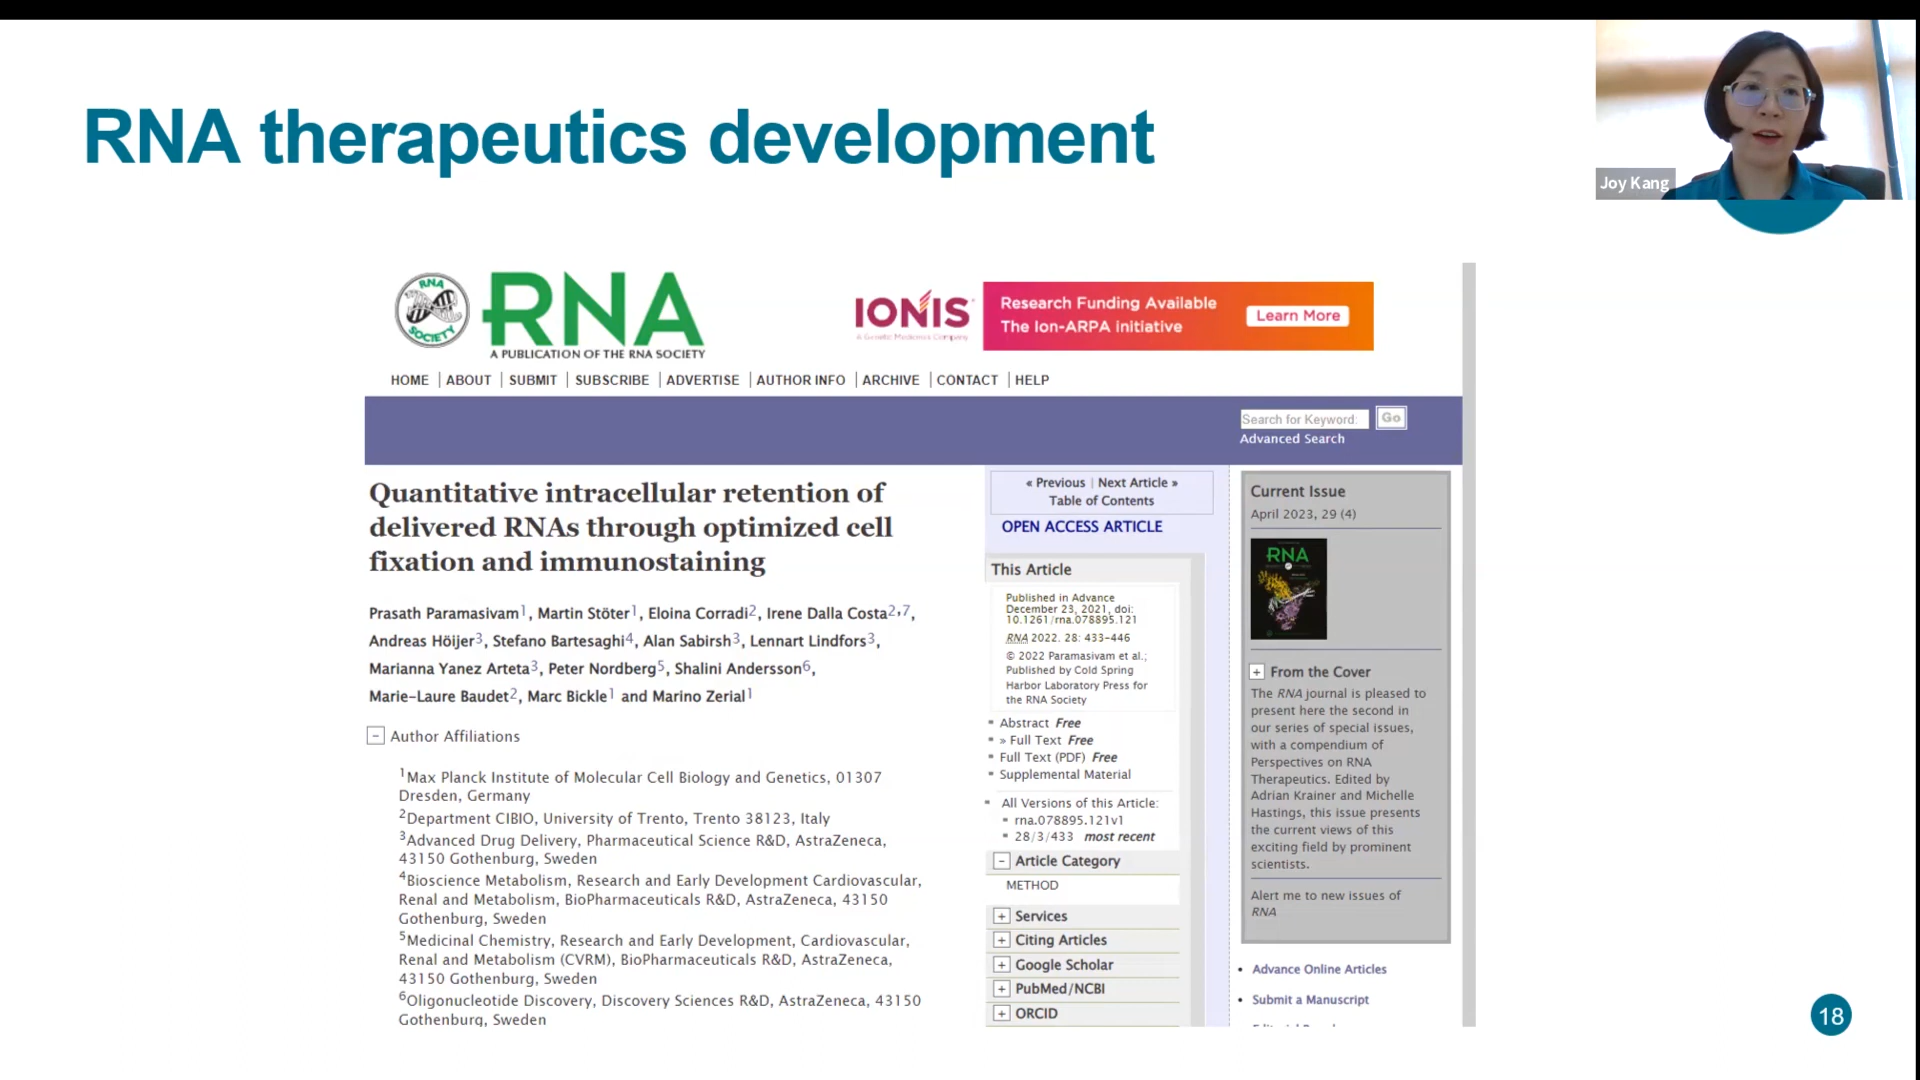 RNA therapeutics development
Joy Kang
RNA
SOCIETY
RNA
A PUBLICATION OF THE RNA SOCIETY
IONIS
A Genetic Medicines Company
Research Funding Available
The Ion-ARPA initiative
Learn More
HOME | ABOUT | SUBMIT | SUBSCRIBE | ADVERTISE | AUTHOR INFO | ARCHIVE | CONTACT | HELP
Search for Keyword:
Go
Advanced Search
Quantitative intracellular retention of
delivered RNAs through optimized cell
fixation and immunostaining
Prasath Paramasivam1, Martin Stöter1, Eloina Corradi2, Irene Dalla Costa2,7,
Andreas Höijer3, Stefano Bartesaghi4, Alan Sabirsh3, Lennart Lindfors3,
Marianna Yanez Arteta3, Peter Nordberg5, Shalini Andersson6,
Marie-Laure Baudet2, Marc Bickle1 and Marino Zerial1
− Author Affiliations
1Max Planck Institute of Molecular Cell Biology and Genetics, 01307
Dresden, Germany
2Department CIBIO, University of Trento, Trento 38123, Italy
3Advanced Drug Delivery, Pharmaceutical Science R&D, AstraZeneca,
43150 Gothenburg, Sweden
4Bioscience Metabolism, Research and Early Development Cardiovascular,
Renal and Metabolism, BioPharmaceuticals R&D, AstraZeneca, 43150
Gothenburg, Sweden
5Medicinal Chemistry, Research and Early Development, Cardiovascular,
Renal and Metabolism (CVRM), BioPharmaceuticals R&D, AstraZeneca,
43150 Gothenburg, Sweden
6Oligonucleotide Discovery, Discovery Sciences R&D, AstraZeneca, 43150
Gothenburg, Sweden
« Previous | Next Article »
Table of Contents
OPEN ACCESS ARTICLE
This Article
Published in Advance
December 23, 2021, doi:
10.1261/rna.078895.121
RNA 2022. 28: 433-446
© 2022 Paramasivam et al.;
Published by Cold Spring
Harbor Laboratory Press for
the RNA Society
Abstract Free
» Full Text Free
Full Text (PDF) Free
Supplemental Material
All Versions of this Article:
rna.078895.121v1
28/3/433 most recent
− Article Category
METHOD
+ Services
+ Citing Articles
+ Google Scholar
+ PubMed/NCBI
+ ORCID
Current Issue
April 2023, 29 (4)
RNA
+ From the Cover
The RNA journal is pleased to
present here the second in
our series of special issues,
with a compendium of
Perspectives on RNA
Therapeutics. Edited by
Adrian Krainer and Michelle
Hastings, this issue presents
the current views of this
exciting field by prominent
scientists.
Alert me to new issues of
RNA
Advance Online Articles
Submit a Manuscript
18